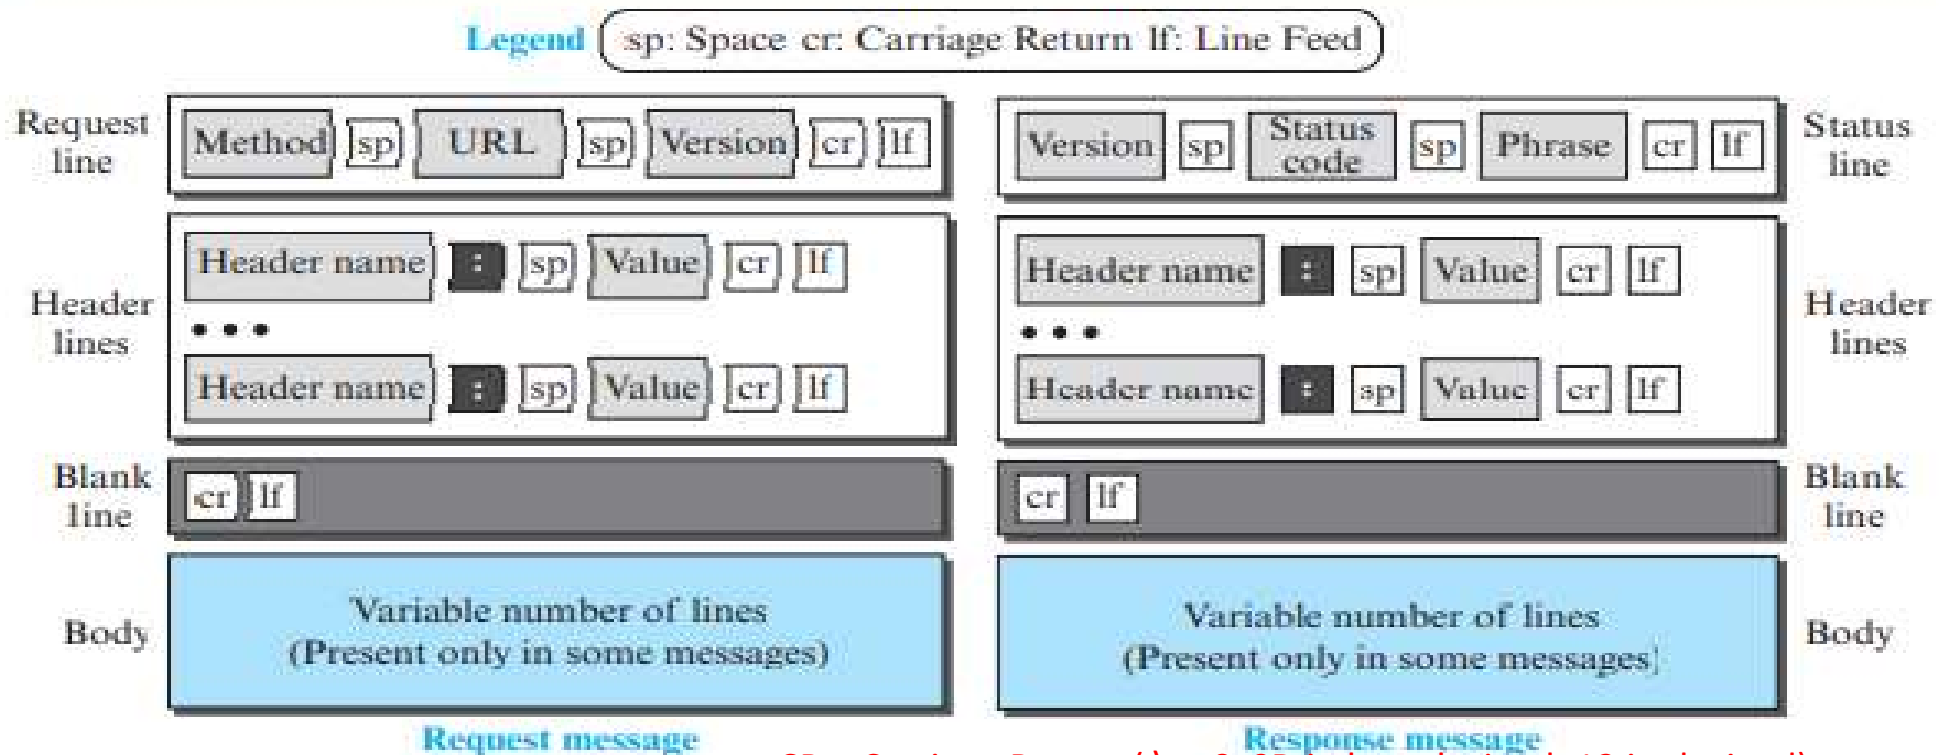 Legend sp: Space cr: Carriage Return lf: Line Feed
Request line
Method sp URL sp Version cr lf
Header lines
Header name : sp Value cr lf
• • •
Header name : sp Value cr lf
Blank line
cr lf
Body
Variable number of lines
(Present only in some messages)
Request message
Version sp Status code sp Phrase cr lf
Status line
Header name : sp Value cr lf
• • •
Header name : sp Value cr lf
Header lines
cr lf
Blank line
Variable number of lines
(Present only in some messages)
Body
Response message